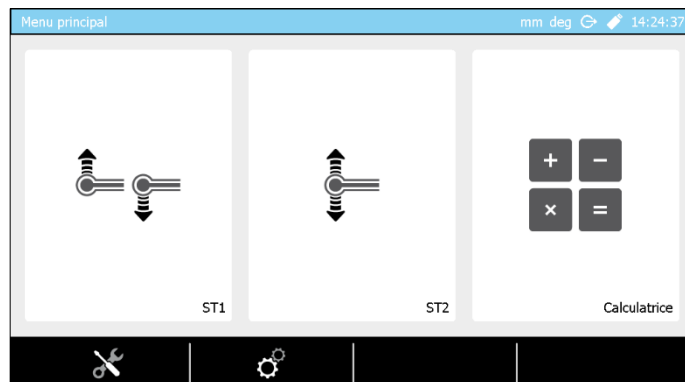 Menu principal
mm deg 14:24:37
ST1
ST2
Calculatrice